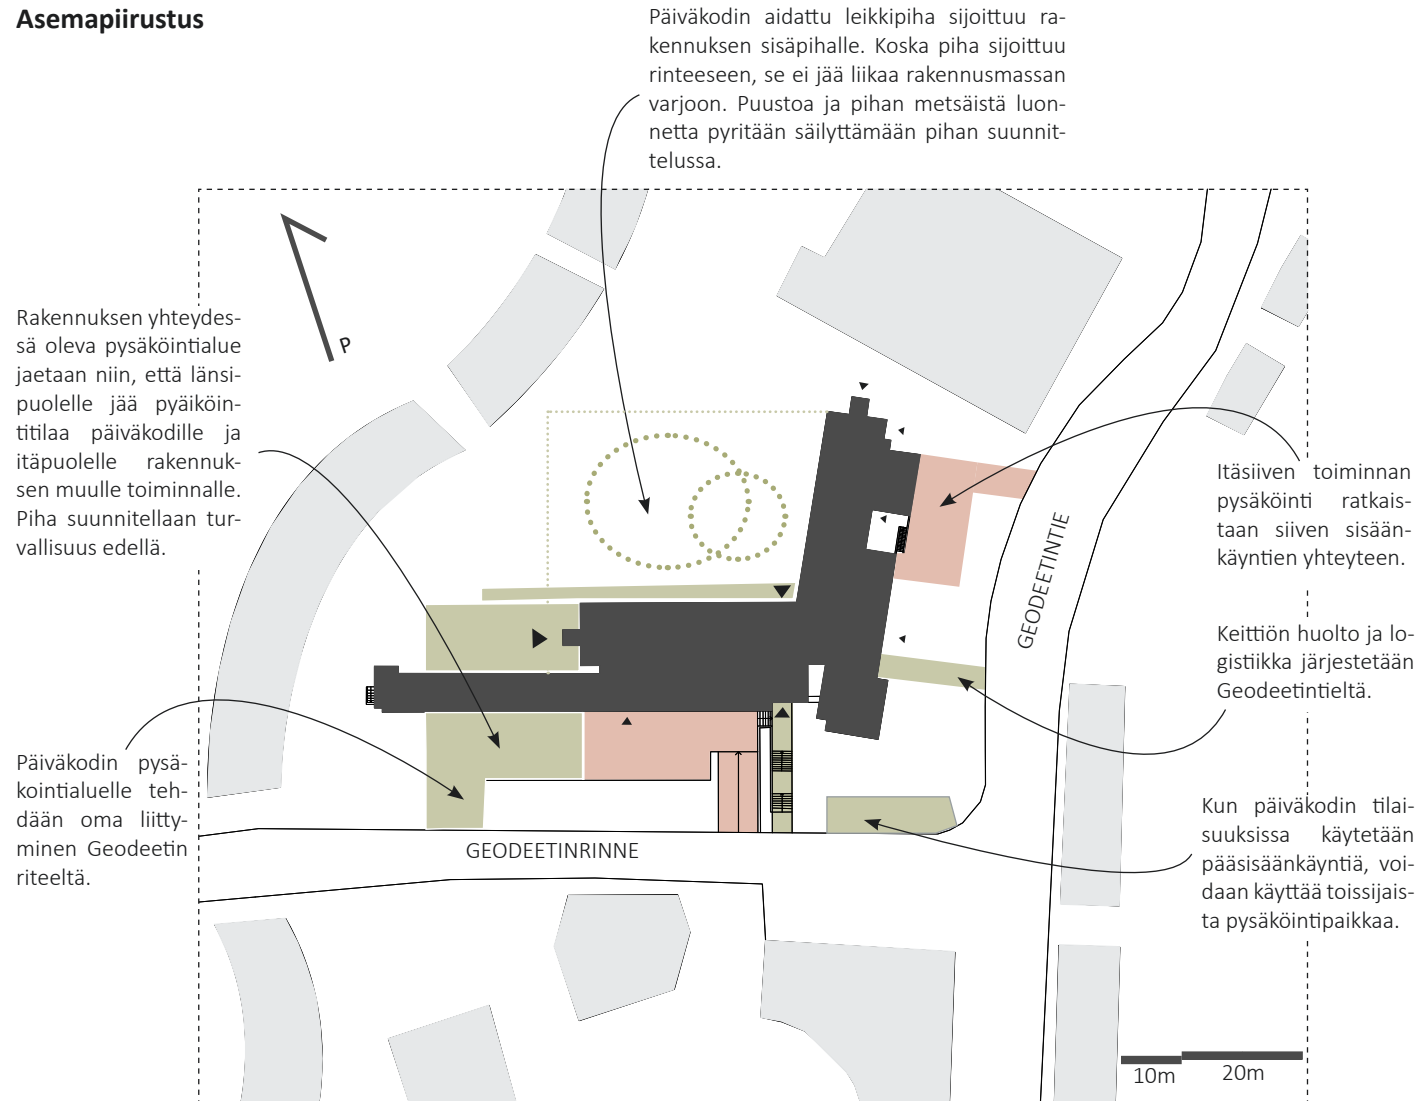 Asemapiirustus
Päiväkodin aidattu leikkipiha sijoittuu ra-
kennuksen sisäpihalle. Koska piha sijoittuu
rinteeseen, se ei jää liikaa rakennusmassan
varjoon. Puustoa ja pihan metsäistä luon-
netta pyritään säilyttämään pihan suunnit-
telussa.
P
Rakennuksen yhteydes-
sä oleva pysäköintialue
jaetaan niin, että länsi-
puolelle jää pyäiköin-
titilaa päiväkodille ja
itäpuolelle rakennuk-
sen muulle toiminnalle.
Piha suunnitellaan tur-
vallisuus edellä.
Itäsiiven toiminnan
pysäköinti ratkais-
taan siiven sisään-
käyntien yhteyteen.
GEODEETINTIE
Keittiön huolto ja lo-
gistiikka järjestetään
Geodeetintieltä.
Päiväkodin pysä-
kointialuelle teh-
dään oma liitty-
minen Geodeetin
riteeltä.
Kun päiväkodin tilai-
suuksissa käytetään
pääsisäänkäyntiä, voi-
daan käyttää toissijais-
ta pysäköintipaikkaa.
GEODEETINRINNE
10m
20m